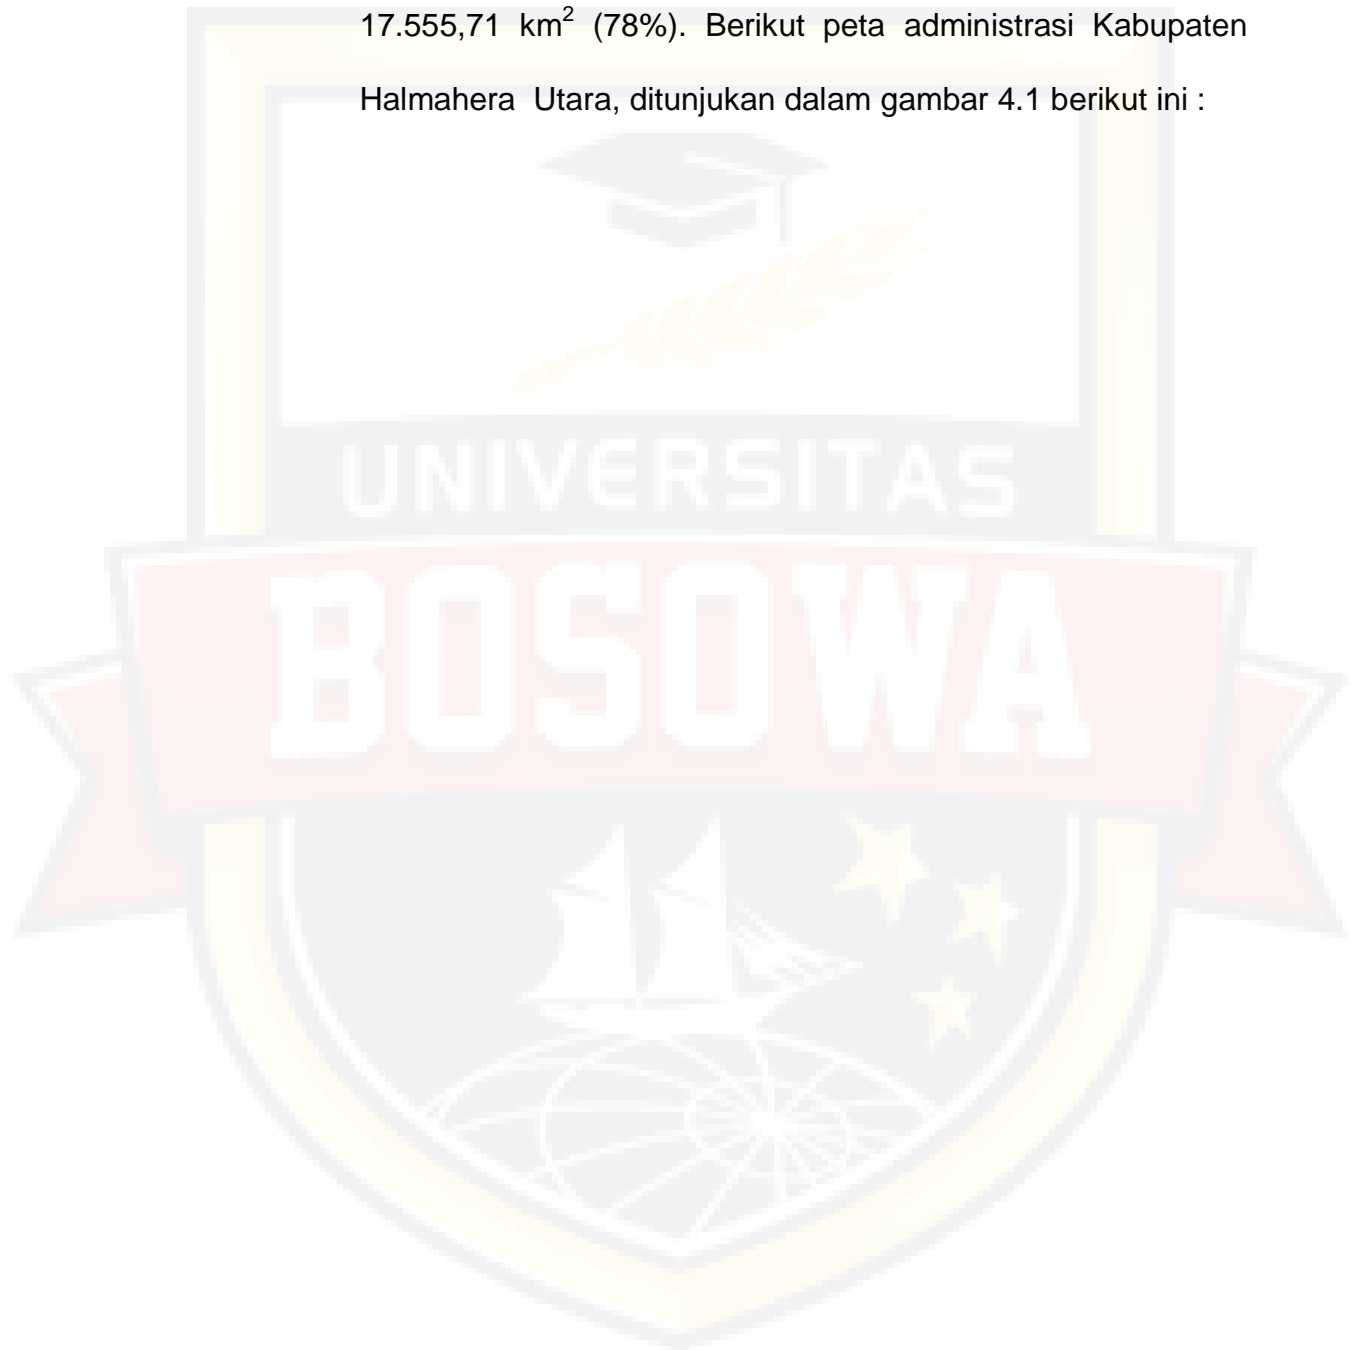 17.555,71 km² (78%). Berikut peta administrasi Kabupaten
Halmahera Utara, ditunjukan dalam gambar 4.1 berikut ini :
UNIVERSITAS
BOSOWA